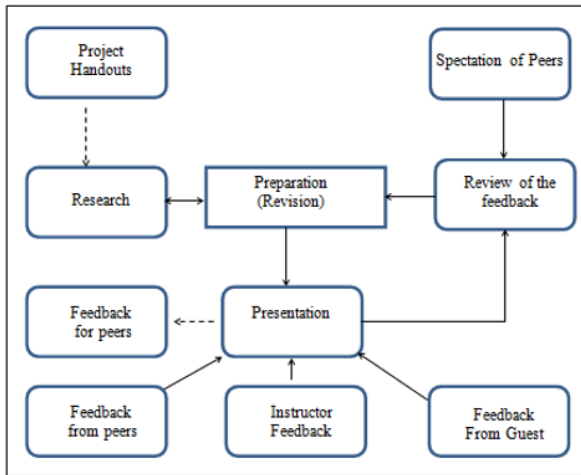 Project
Handouts
Spectation of Peers
Research
Preparation
(Revision)
Review of the
feedback
Feedback
for peers
Presentation
Feedback
from peers
Instructor
Feedback
Feedback
From Guest